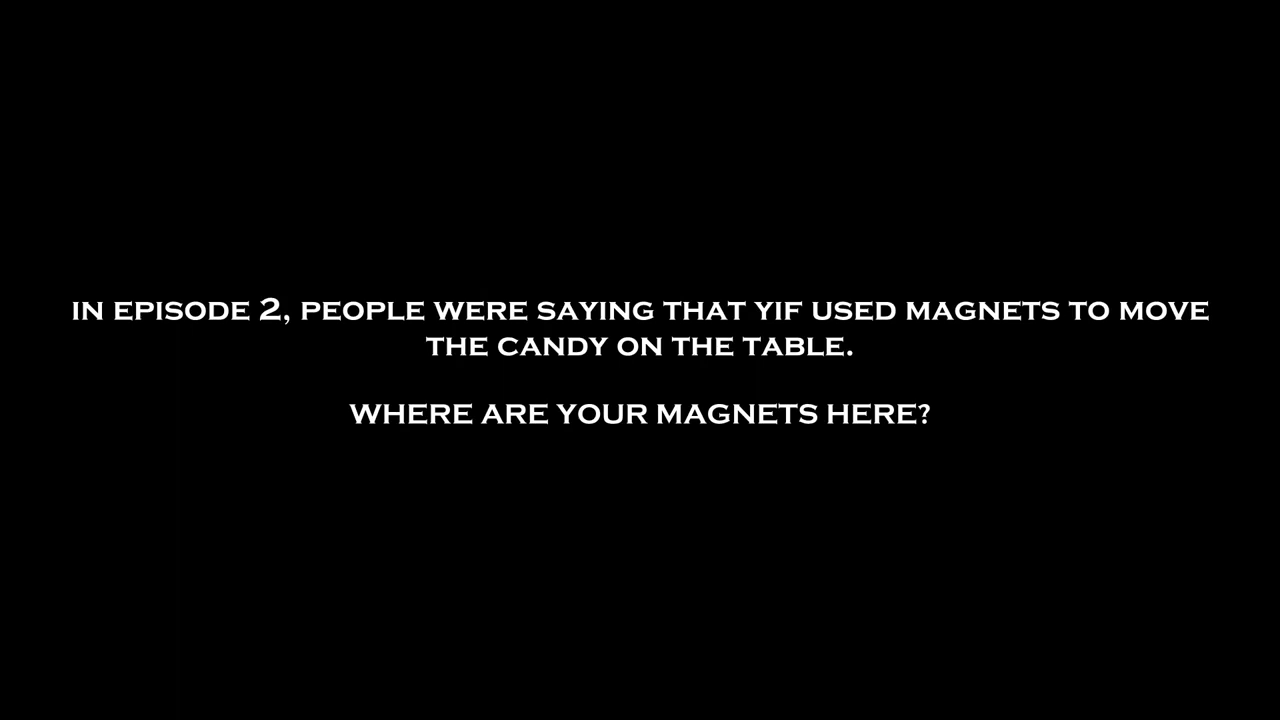 IN EPISODE 2, PEOPLE WERE SAYING THAT YIF USED MAGNETS TO MOVE
THE CANDY ON THE TABLE.
WHERE ARE YOUR MAGNETS HERE?